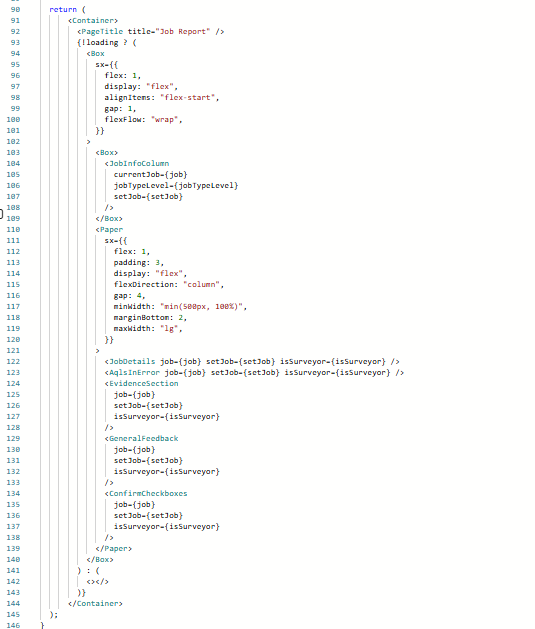 90 return (
91 <Container>
92 <PageTitle title="Job Report" />
93 {!loading ? (
94 <Box
95 sx={{
96 flex: 1,
97 display: "flex",
98 alignItems: "flex-start",
99 gap: 1,
100 flexFlow: "wrap",
101 }}
102 >
103 <Box>
104 <JobInfoColumn
105 currentJob={job}
106 jobTypeLevel={jobTypeLevel}
107 setJob={setJob}
108 />
109 </Box>
110 <Paper
111 sx={{
112 flex: 1,
113 padding: 3,
114 display: "flex",
115 flexDirection: "column",
116 gap: 4,
117 minWidth: "min(500px, 100%)",
118 marginBottom: 2,
119 maxWidth: "lg",
120 }}
121 >
122 <JobDetails job={job} setJob={setJob} isSurveyor={isSurveyor} />
123 <AqlsInError job={job} setJob={setJob} isSurveyor={isSurveyor} />
124 <EvidenceSection
125 job={job}
126 setJob={setJob}
127 isSurveyor={isSurveyor}
128 />
129 <GeneralFeedback
130 job={job}
131 setJob={setJob}
132 isSurveyor={isSurveyor}
133 />
134 <ConfirmCheckboxes
135 job={job}
136 setJob={setJob}
137 isSurveyor={isSurveyor}
138 />
139 </Paper>
140 </Box>
141 ) : (
142 <></>
143 )}
144 </Container>
145 );
146 }